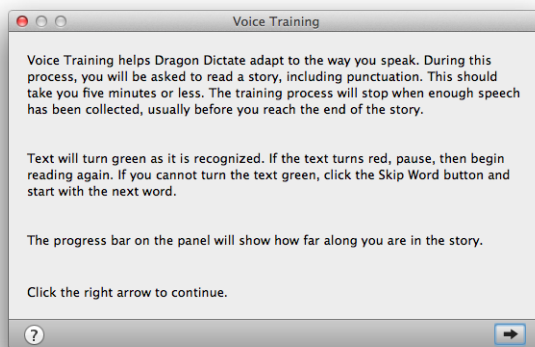 Voice Training
Voice Training helps Dragon Dictate adapt to the way you speak. During this
process, you will be asked to read a story, including punctuation. This should
take you five minutes or less. The training process will stop when enough speech
has been collected, usually before you reach the end of the story.
Text will turn green as it is recognized. If the text turns red, pause, then begin
reading again. If you cannot turn the text green, click the Skip Word button and
start with the next word.
The progress bar on the panel will show how far along you are in the story.
Click the right arrow to continue.
?